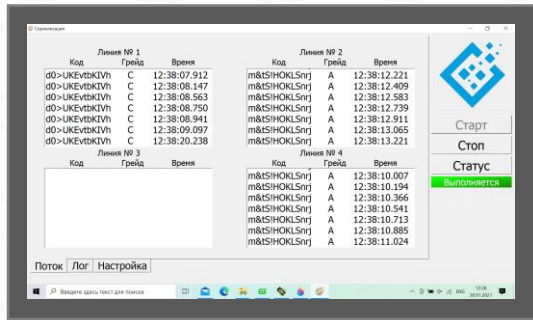 Сериализация
Линия № 1
Код Грейд Время
d0>UKEvtbKIVh C 12:38:07.912
d0>UKEvtbKIVh C 12:38:08.147
d0>UKEvtbKIVh C 12:38:08.563
d0>UKEvtbKIVh C 12:38:08.750
d0>UKEvtbKIVh C 12:38:08.941
d0>UKEvtbKIVh C 12:38:09.097
d0>UKEvtbKIVh C 12:38:20.238
Линия № 2
Код Грейд Время
m&tS!HOKLSnrj A 12:38:12.221
m&tS!HOKLSnrj A 12:38:12.409
m&tS!HOKLSnrj A 12:38:12.583
m&tS!HOKLSnrj A 12:38:12.739
m&tS!HOKLSnrj A 12:38:12.911
m&tS!HOKLSnrj A 12:38:13.065
m&tS!HOKLSnrj A 12:38:13.221
Линия № 3
Код Грейд Время
Линия № 4
Код Грейд Время
m&tS!HOKLSnrj A 12:38:10.007
m&tS!HOKLSnrj A 12:38:10.194
m&tS!HOKLSnrj A 12:38:10.366
m&tS!HOKLSnrj A 12:38:10.541
m&tS!HOKLSnrj A 12:38:10.713
m&tS!HOKLSnrj A 12:38:10.885
m&tS!HOKLSnrj A 12:38:11.024
Старт
Стоп
Статус
Выполняется
Поток Лог Настройка
Введите здесь текст для поиска
ENG
12:38
30.01.2021